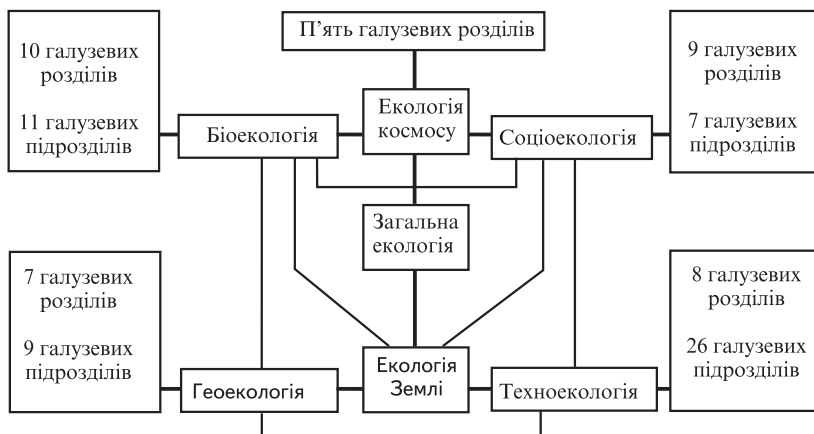 П’ять галузевих розділів
10 галузевих
розділів
11 галузевих
підрозділів
Біоекологія
Екологія
космосу
Соціоекологія
9 галузевих
розділів
7 галузевих
підрозділів
Загальна
екологія
7 галузевих
розділів
9 галузевих
підрозділів
Геоекологія
Екологія
Землі
Техноекологія
8 галузевих
розділів
26 галузевих
підрозділів